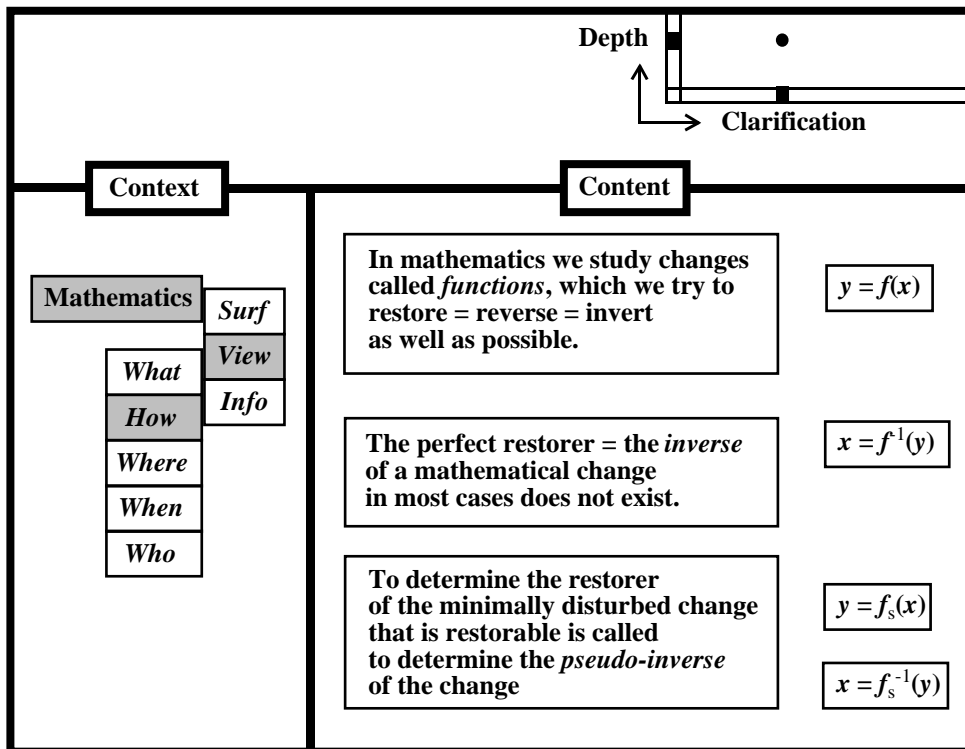 Depth
Clarification
Context
Content
Mathematics
Surf
View
Info
What
How
Where
When
Who
In mathematics we study changes
called functions, which we try to
restore = reverse = invert
as well as possible.
y = f(x)
The perfect restorer = the inverse
of a mathematical change
in most cases does not exist.
x = f⁻¹(y)
To determine the restorer
of the minimally disturbed change
that is restorable is called
to determine the pseudo-inverse
of the change
y = fₛ(x)
x = fₛ⁻¹(y)